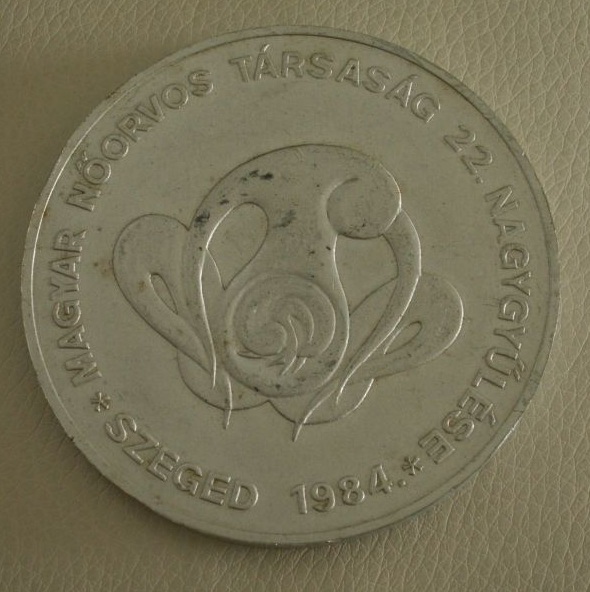 * MAGYAR NŐORVOS TÁRSASÁG 22. NAGYGYŰLÉSE *
SZEGED 1984.